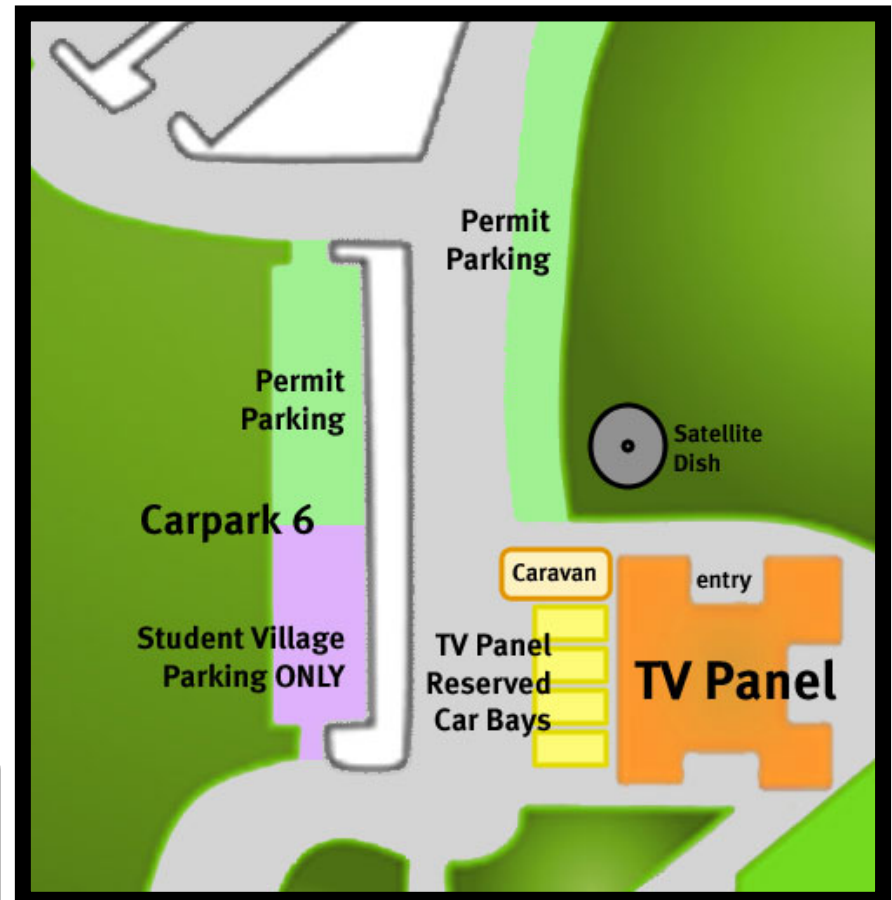 Permit
Parking
Permit
Parking
Satellite
Dish
Carpark 6
Caravan
entry
Student Village
Parking ONLY
TV Panel
Reserved
Car Bays
TV Panel